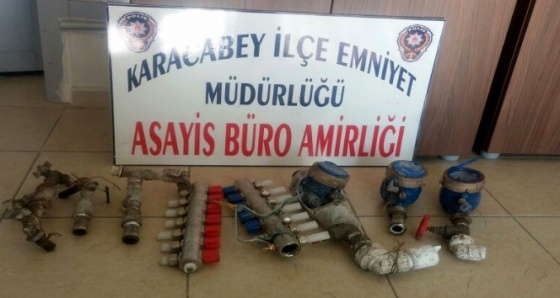 KARACABEY İLÇE EMNİYET
MÜDÜRLÜĞÜ
ASAYİS BÜRO AMİRLİĞİ